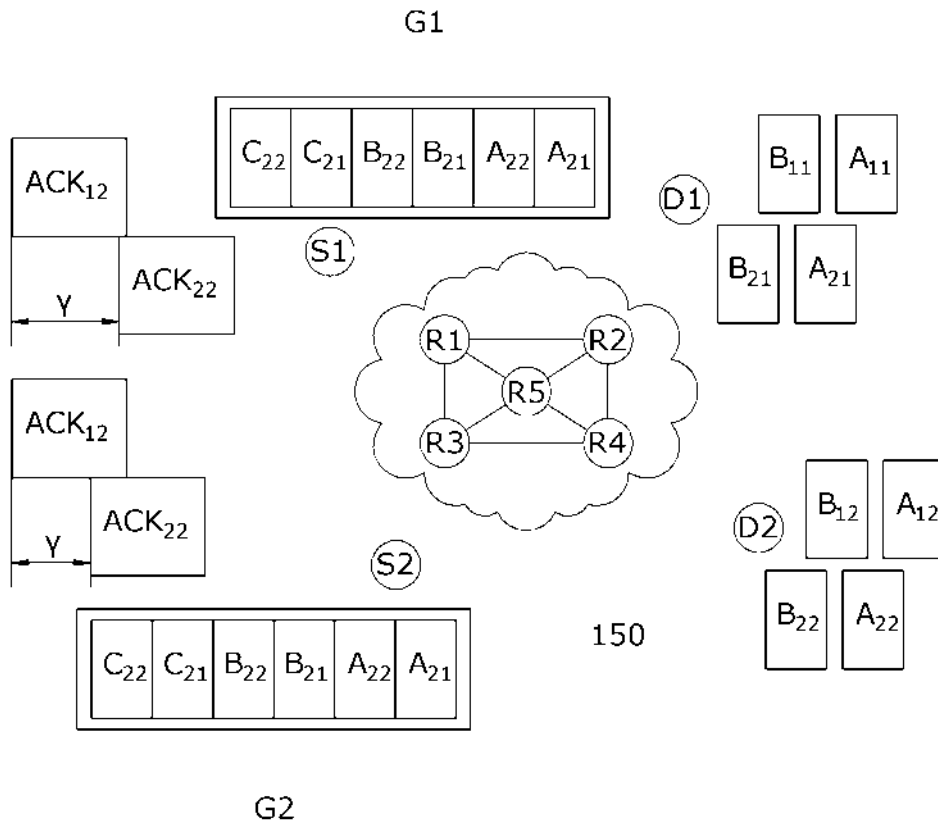 G1
C₂₂ C₂₁ B₂₂ B₂₁ A₂₂ A₂₁
ACK₁₂
ACK₂₂
Y
S1
D1
B₁₁ A₁₁
B₂₁ A₂₁
R1 R2
R5
R3 R4
ACK₁₂
ACK₂₂
Y
S2
D2
B₁₂ A₁₂
B₂₂ A₂₂
150
C₂₂ C₂₁ B₂₂ B₂₁ A₂₂ A₂₁
G2